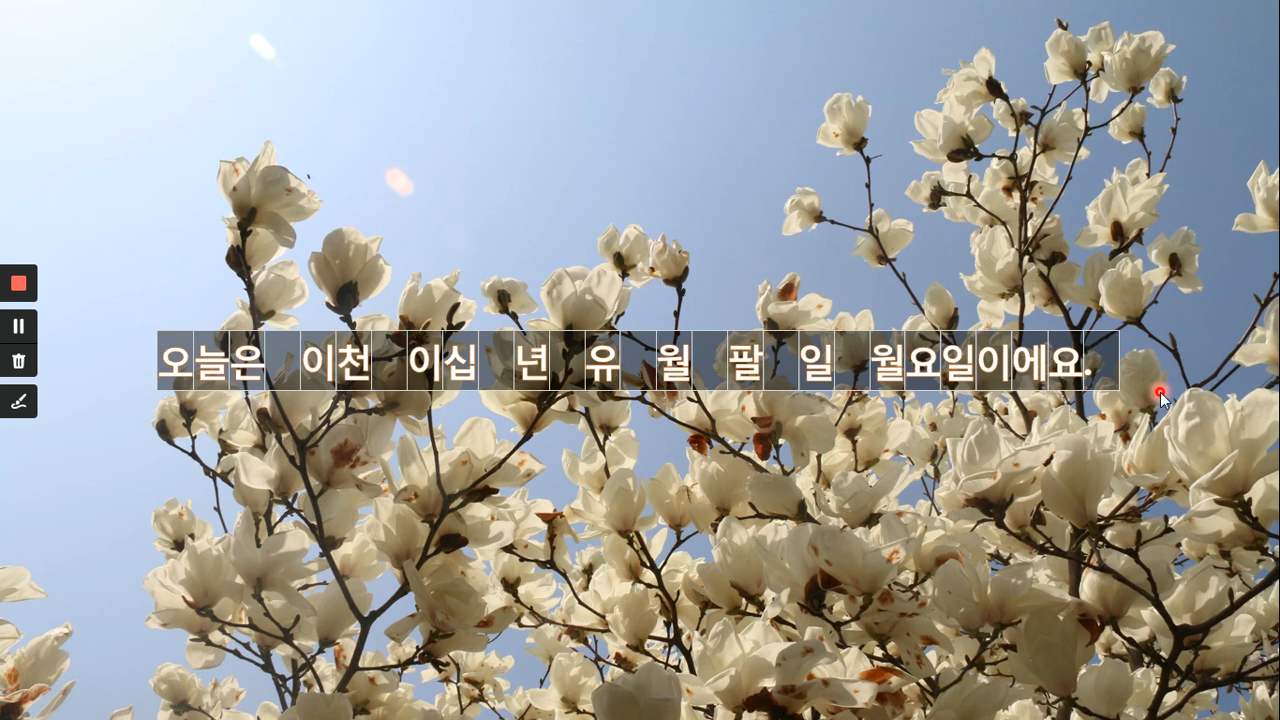 오늘은 이천 이십 년 유 월 팔 일 월요일이에요.